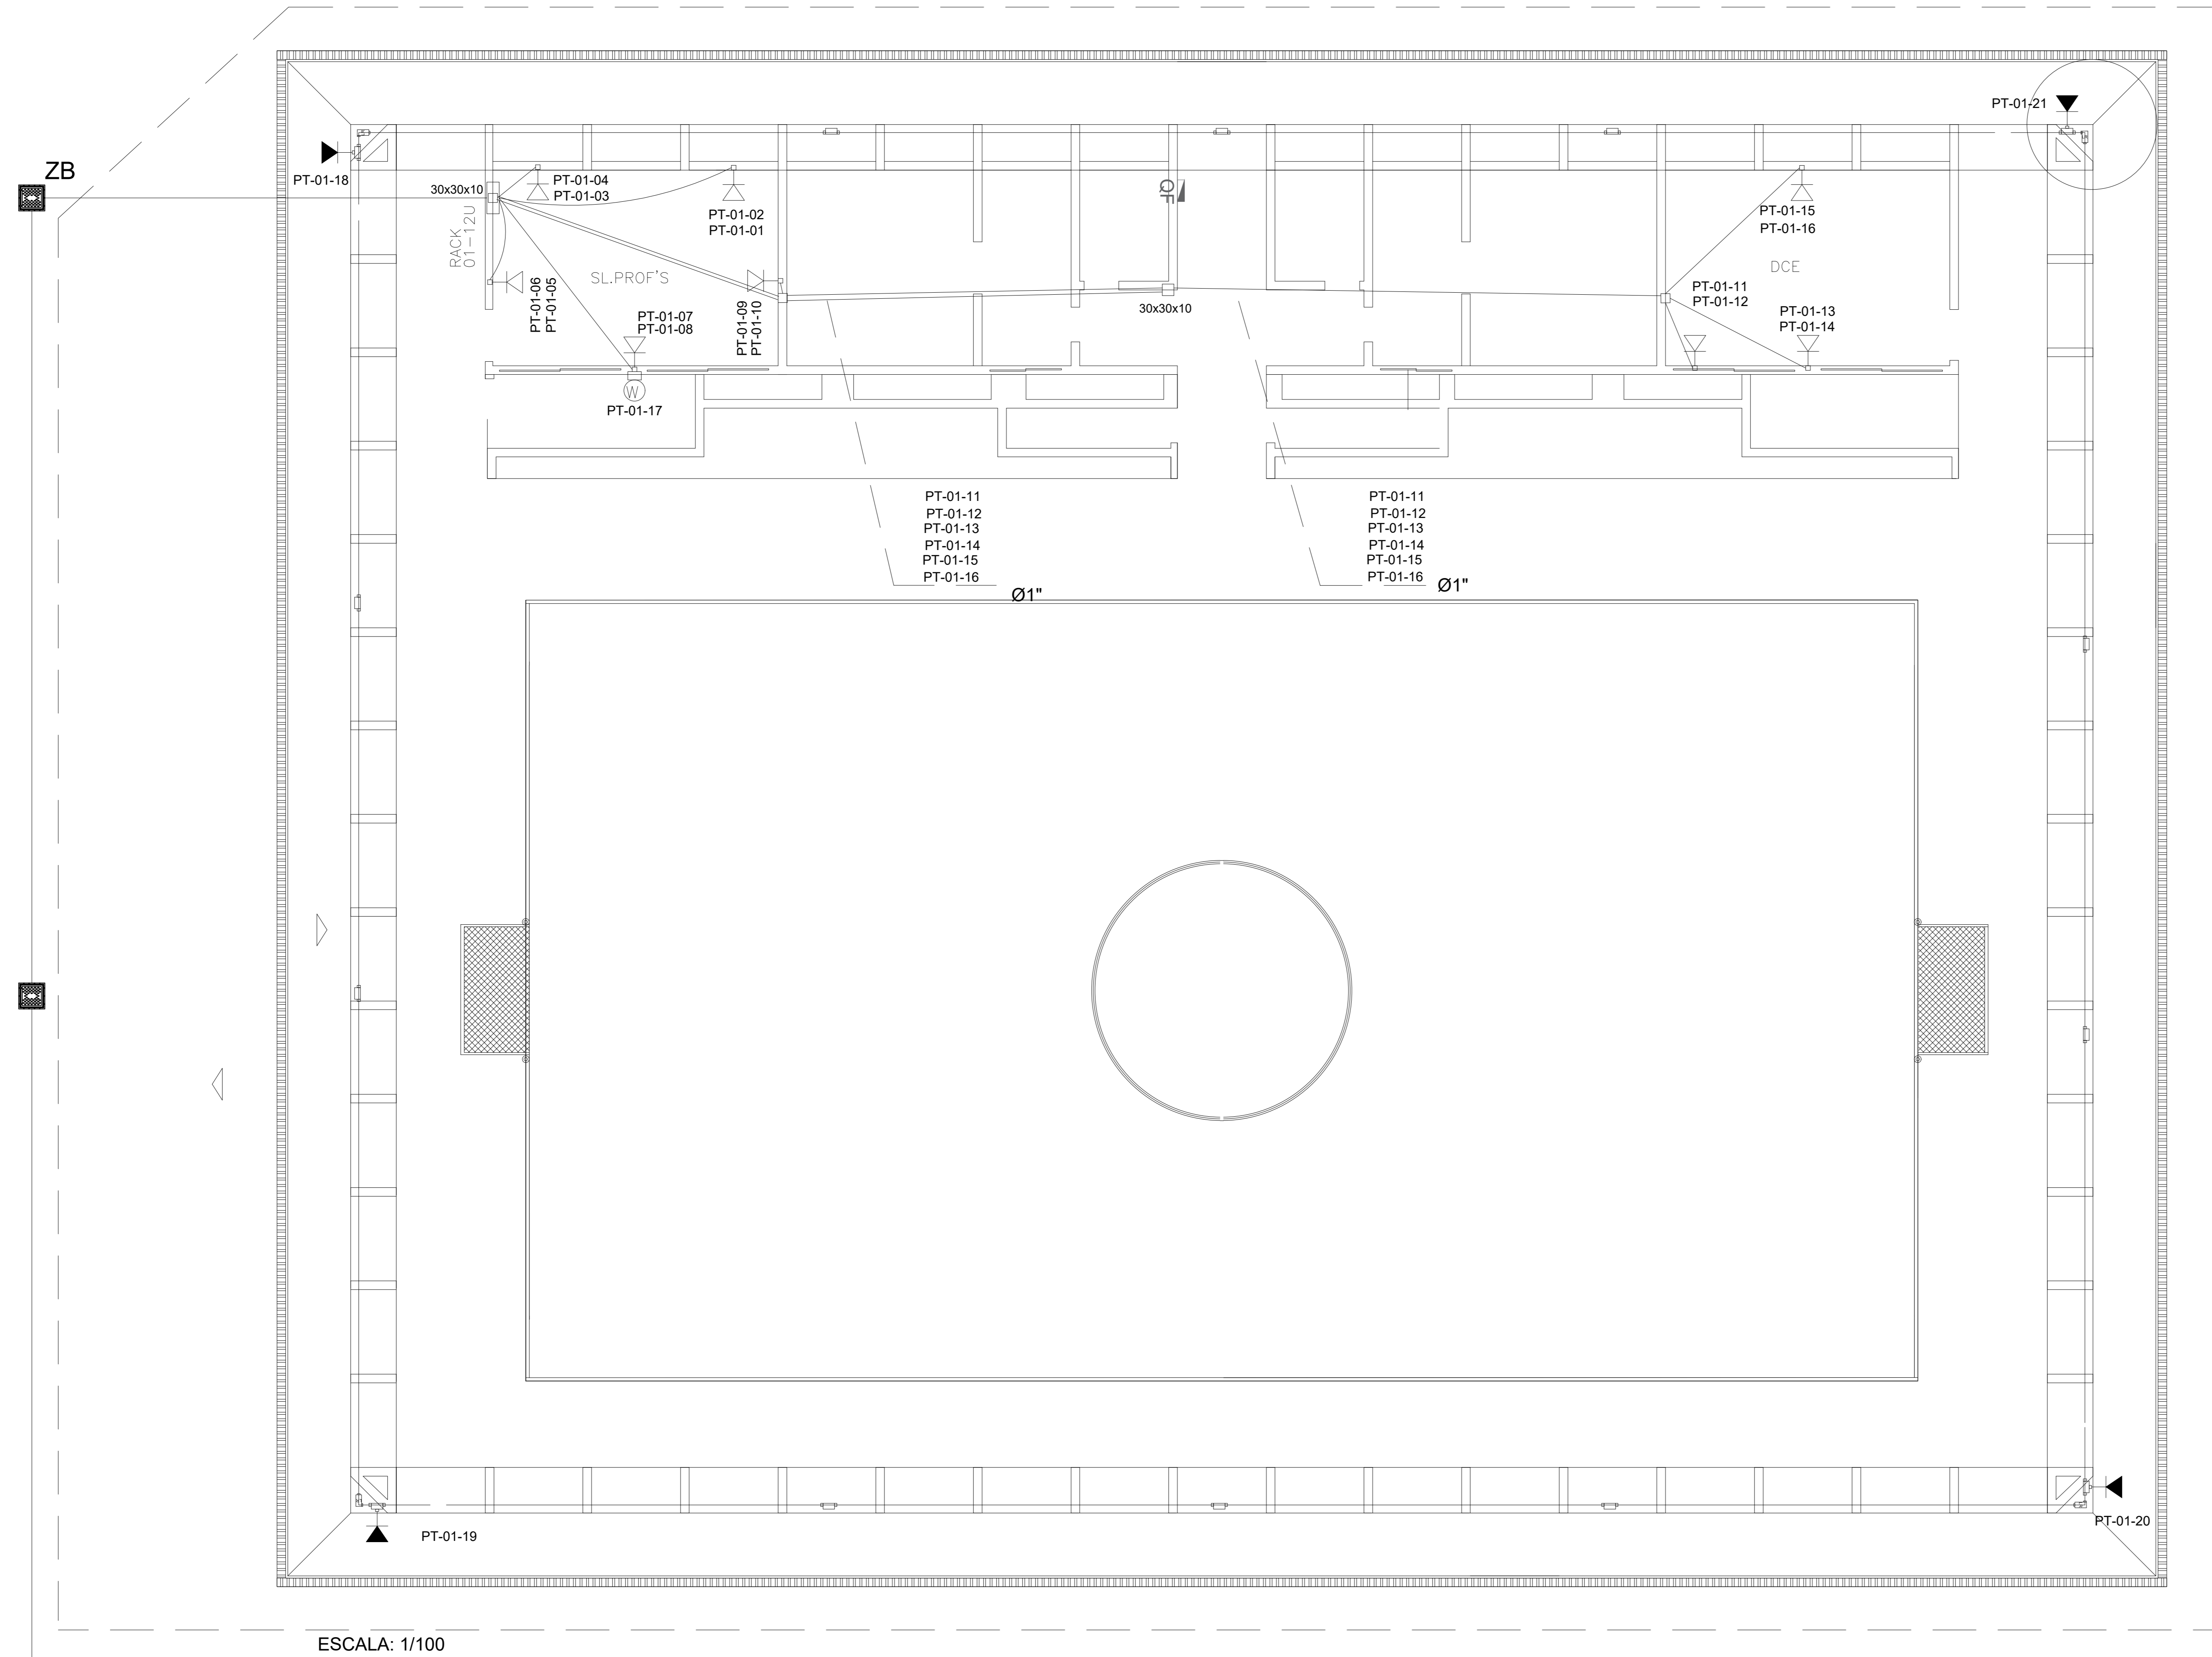 PT-01-21
ZB
PT-01-18
30x30x10
PT-01-04
PT-01-03
PT-01-02
PT-01-01
QF
PT-01-15
PT-01-16
RACK
01-12U
SL.PROF'S
DCE
PT-01-06
PT-01-05
PT-01-09
PT-01-10
PT-01-11
PT-01-12
30x30x10
PT-01-07
PT-01-08
PT-01-13
PT-01-14
W
PT-01-17
PT-01-11
PT-01-12
PT-01-13
PT-01-14
PT-01-15
PT-01-16
Ø1"
PT-01-11
PT-01-12
PT-01-13
PT-01-14
PT-01-15
PT-01-16
Ø1"
PT-01-20
PT-01-19
ESCALA: 1/100